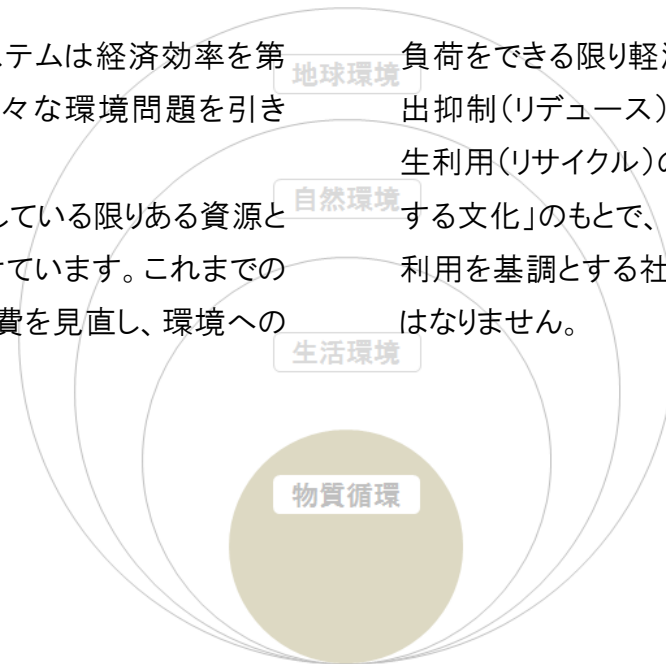 ステムは経済効率を第
々な環境問題を引き
している限りある資源と
けています。これまでの
費を見直し、環境への
負荷をできる限り軽
出抑制(リデュース)
生利用(リサイクル)の
する文化」のもとで、
利用を基調とする社
はなりません。
地球環境
自然環境
生活環境
物質循環